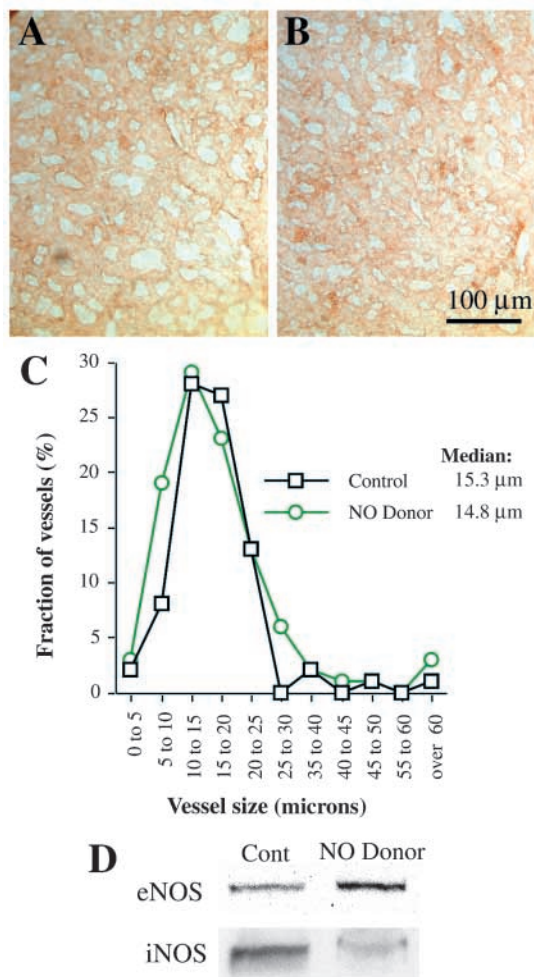 A B
100 µm
C
30
25
20
15
10
5
0
Fraction of vessels (%)
Median:
Control 15.3 µm
NO Donor 14.8 µm
0 to 5
5 to 10
10 to 15
15 to 20
20 to 25
25 to 30
35 to 40
40 to 45
45 to 50
55 to 60
over 60
Vessel size (microns)
D Cont NO Donor
eNOS
iNOS